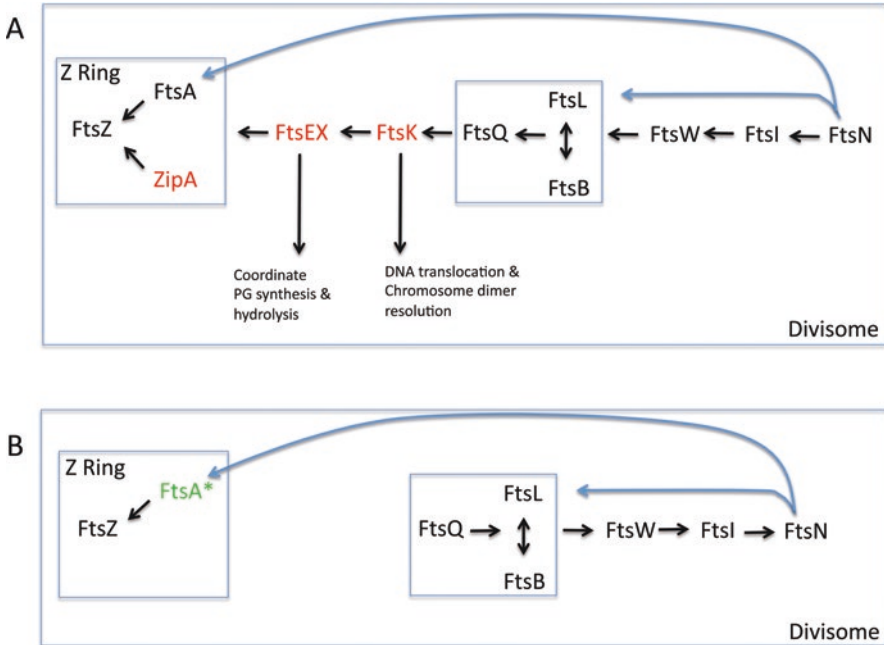 A
Z Ring
FtsA
FtsZ
ZipA
FtsEX
FtsK
FtsQ
FtsL
FtsB
FtsW
FtsI
FtsN
Coordinate
PG synthesis &
hydrolysis
DNA translocation &
Chromosome dimer
resolution
Divisome
B
Z Ring
FtsA*
FtsZ
FtsQ
FtsL
FtsB
FtsW
FtsI
FtsN
Divisome